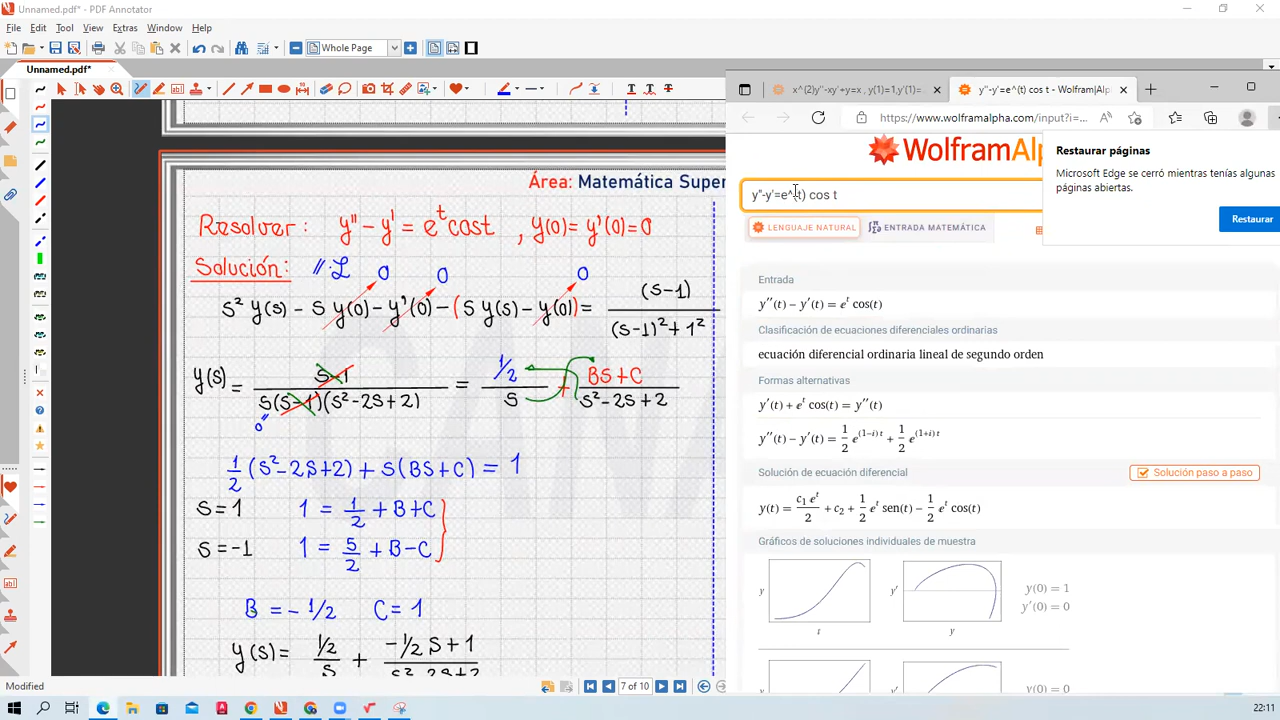 Unnamed.pdf* - PDF Annotator
File Edit Tool View Extras Window Help
Whole Page
Unnamed.pdf*
Área: Matemática Super
Resolver: y'' - y' = e^t cost , y(0) = y'(0) = 0
Solución: //: L 0 0 0
s² y(s) - s y(0) - y'(0) - (s y(s) - y(0)) = (s-1) / ((s-1)² + 1²)
y(s) = s-1 / s(s-1)(s²-2s+2) = 1/2 / s + Bs+C / s²-2s+2
0"
1/2 (s²-2s+2) + s(Bs+C) = 1
s=1 1 = 1/2 + B+C
s=-1 1 = 5/2 + B-C
B = -1/2 C = 1
y(s) = 1/2 / s + -1/2 s+1 / s²-2s+2
Modified
7 of 10
x^(2)y''-xy'+y=x , y(1)=1,y'(1)=
y''-y'=e^(t) cos t - Wolfram|Alp
https://www.wolframalpha.com/input?i=...
WolframAl
Restaurar páginas
Microsoft Edge se cerró mientras tenías algunas
páginas abiertas.
Restaurar
y''-y'=e^(t) cos t
LENGUAJE NATURAL
ENTRADA MATEMÁTICA
Entrada
y''(t) - y'(t) = e^t cos(t)
Clasificación de ecuaciones diferenciales ordinarias
ecuación diferencial ordinaria lineal de segundo orden
Formas alternativas
y'(t) + e^t cos(t) = y''(t)
y''(t) - y'(t) = 1/2 e^((1-i) t) + 1/2 e^((1+i) t)
Solución de ecuación diferencial
Solución paso a paso
y(t) = c₁ e^t / 2 + c₂ + 1/2 e^t sen(t) - 1/2 e^t cos(t)
Gráficos de soluciones individuales de muestra
y
t
y'
y
y(0) = 1
y'(0) = 0
y
y'
y(0) = 0
22:11